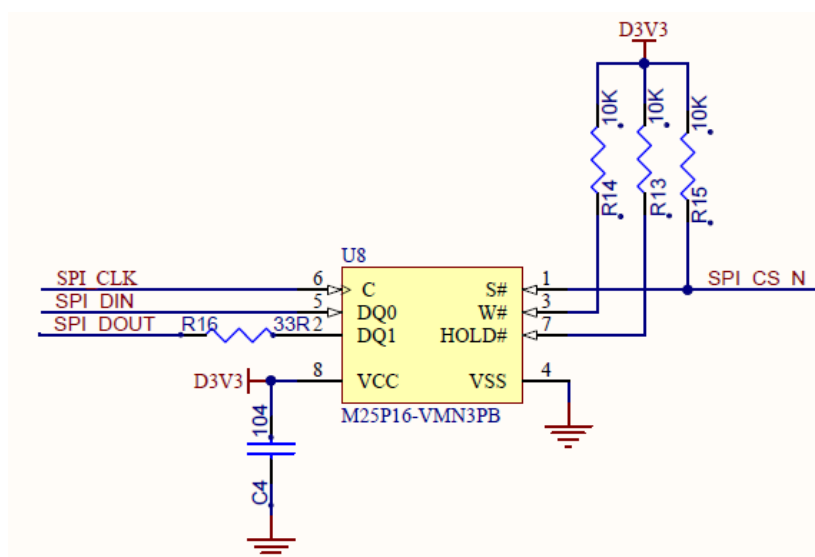 D3V3
10K
10K
10K
R14
R13
R15
U8
SPI_CLK
6
C
S#
1
SPI_CS_N
SPI_DIN
5
DQ0
W#
3
SPI_DOUT
R16
33R
2
DQ1
HOLD#
7
D3V3
8
VCC
VSS
4
M25P16-VMN3PB
104
C4